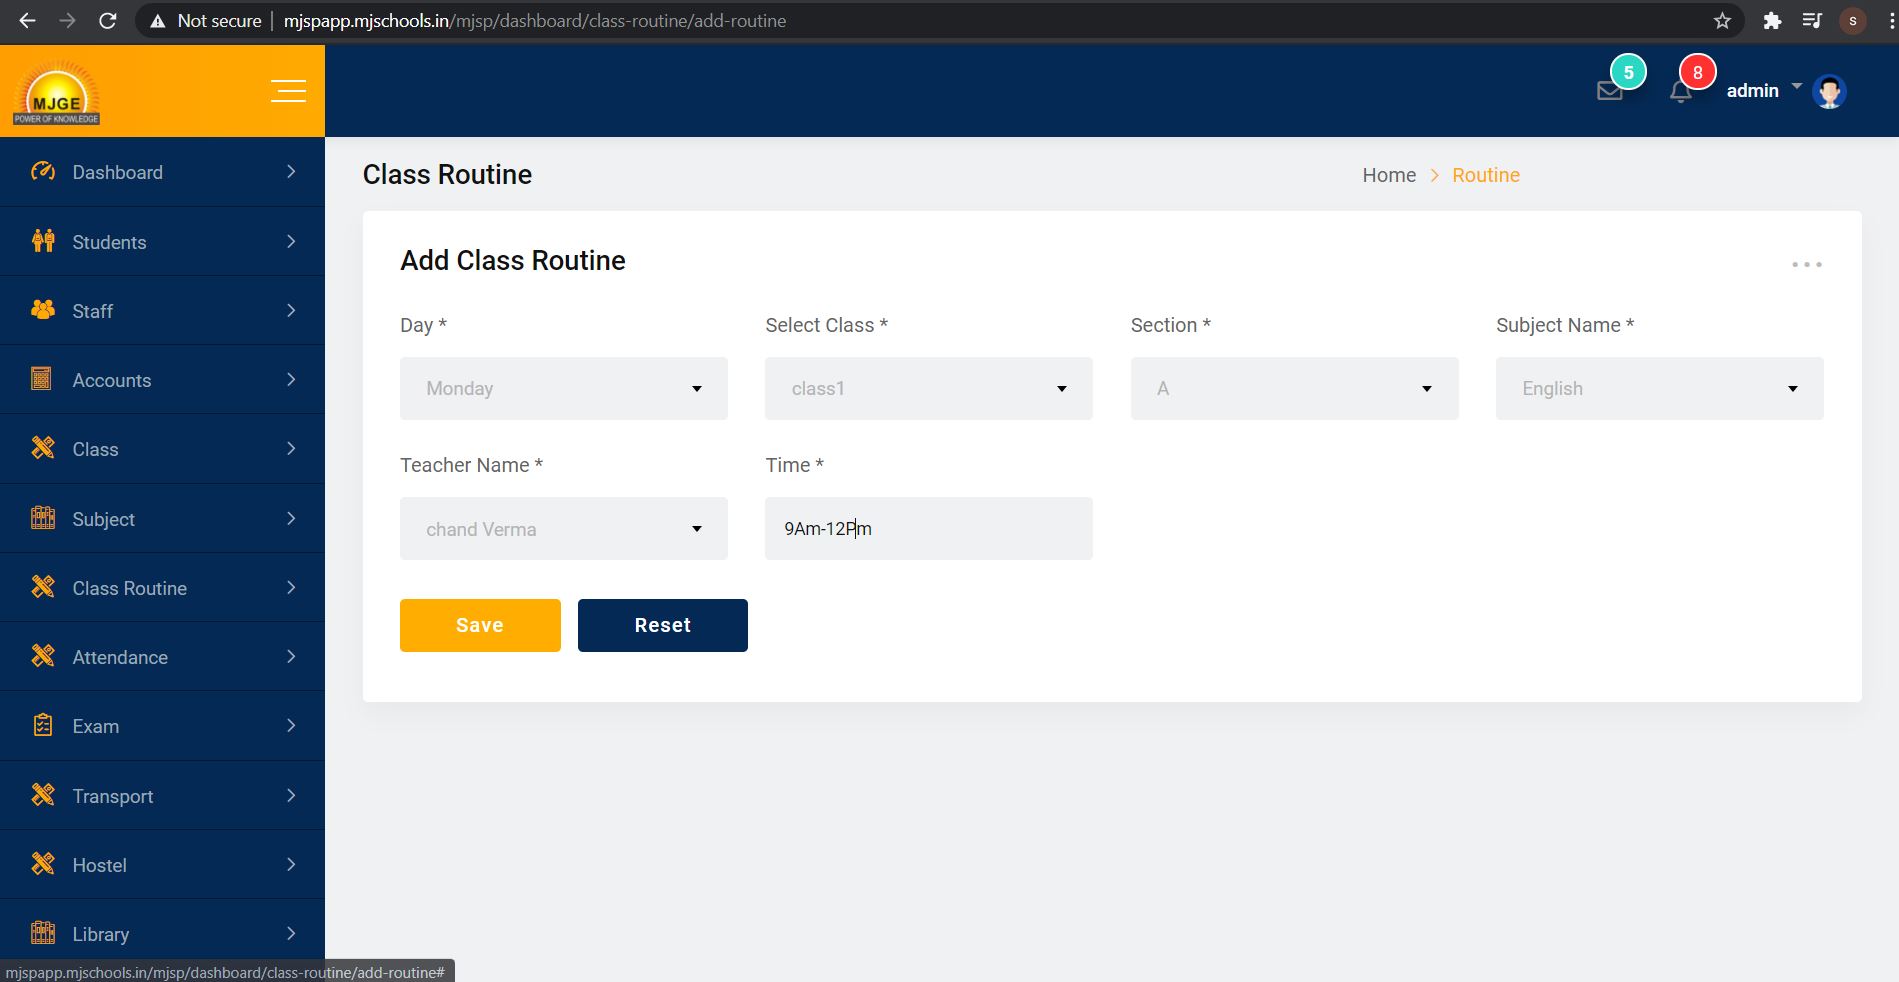 Not secure | mjspapp.mjschools.in/mjsp/dashboard/class-routine/add-routine
s
MJGE
POWER OF KNOWLEDGE
5
8
admin
Dashboard
Students
Staff
Accounts
Class
Subject
Class Routine
Attendance
Exam
Transport
Hostel
Library
Class Routine
Home > Routine
Add Class Routine
Day * Select Class * Section * Subject Name *
Monday class1 A English
Teacher Name * Time *
chand Verma 9Am-12Pm
Save Reset
mjspapp.mjschools.in/mjsp/dashboard/class-routine/add-routine#